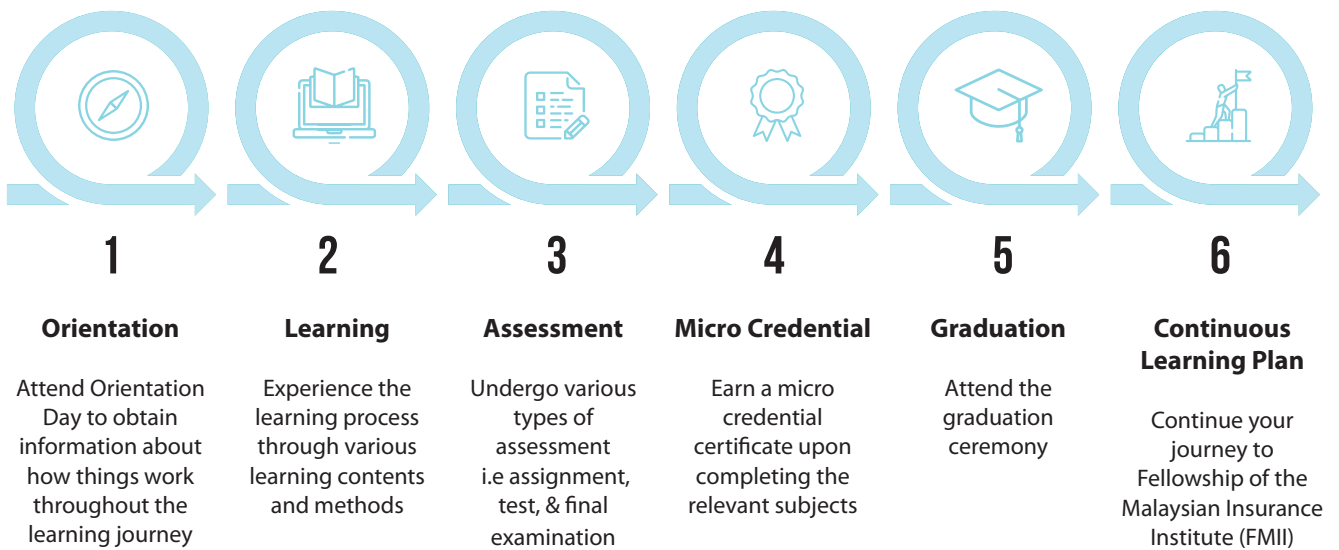 1
Orientation
Attend Orientation
Day to obtain
information about
how things work
throughout the
learning journey
2
Learning
Experience the
learning process
through various
learning contents
and methods
3
Assessment
Undergo various
types of
assessment
i.e assignment,
test, & final
examination
4
Micro Credential
Earn a micro
credential
certificate upon
completing the
relevant subjects
5
Graduation
Attend the
graduation
ceremony
6
Continuous
Learning Plan
Continue your
journey to
Fellowship of the
Malaysian Insurance
Institute (FMII)